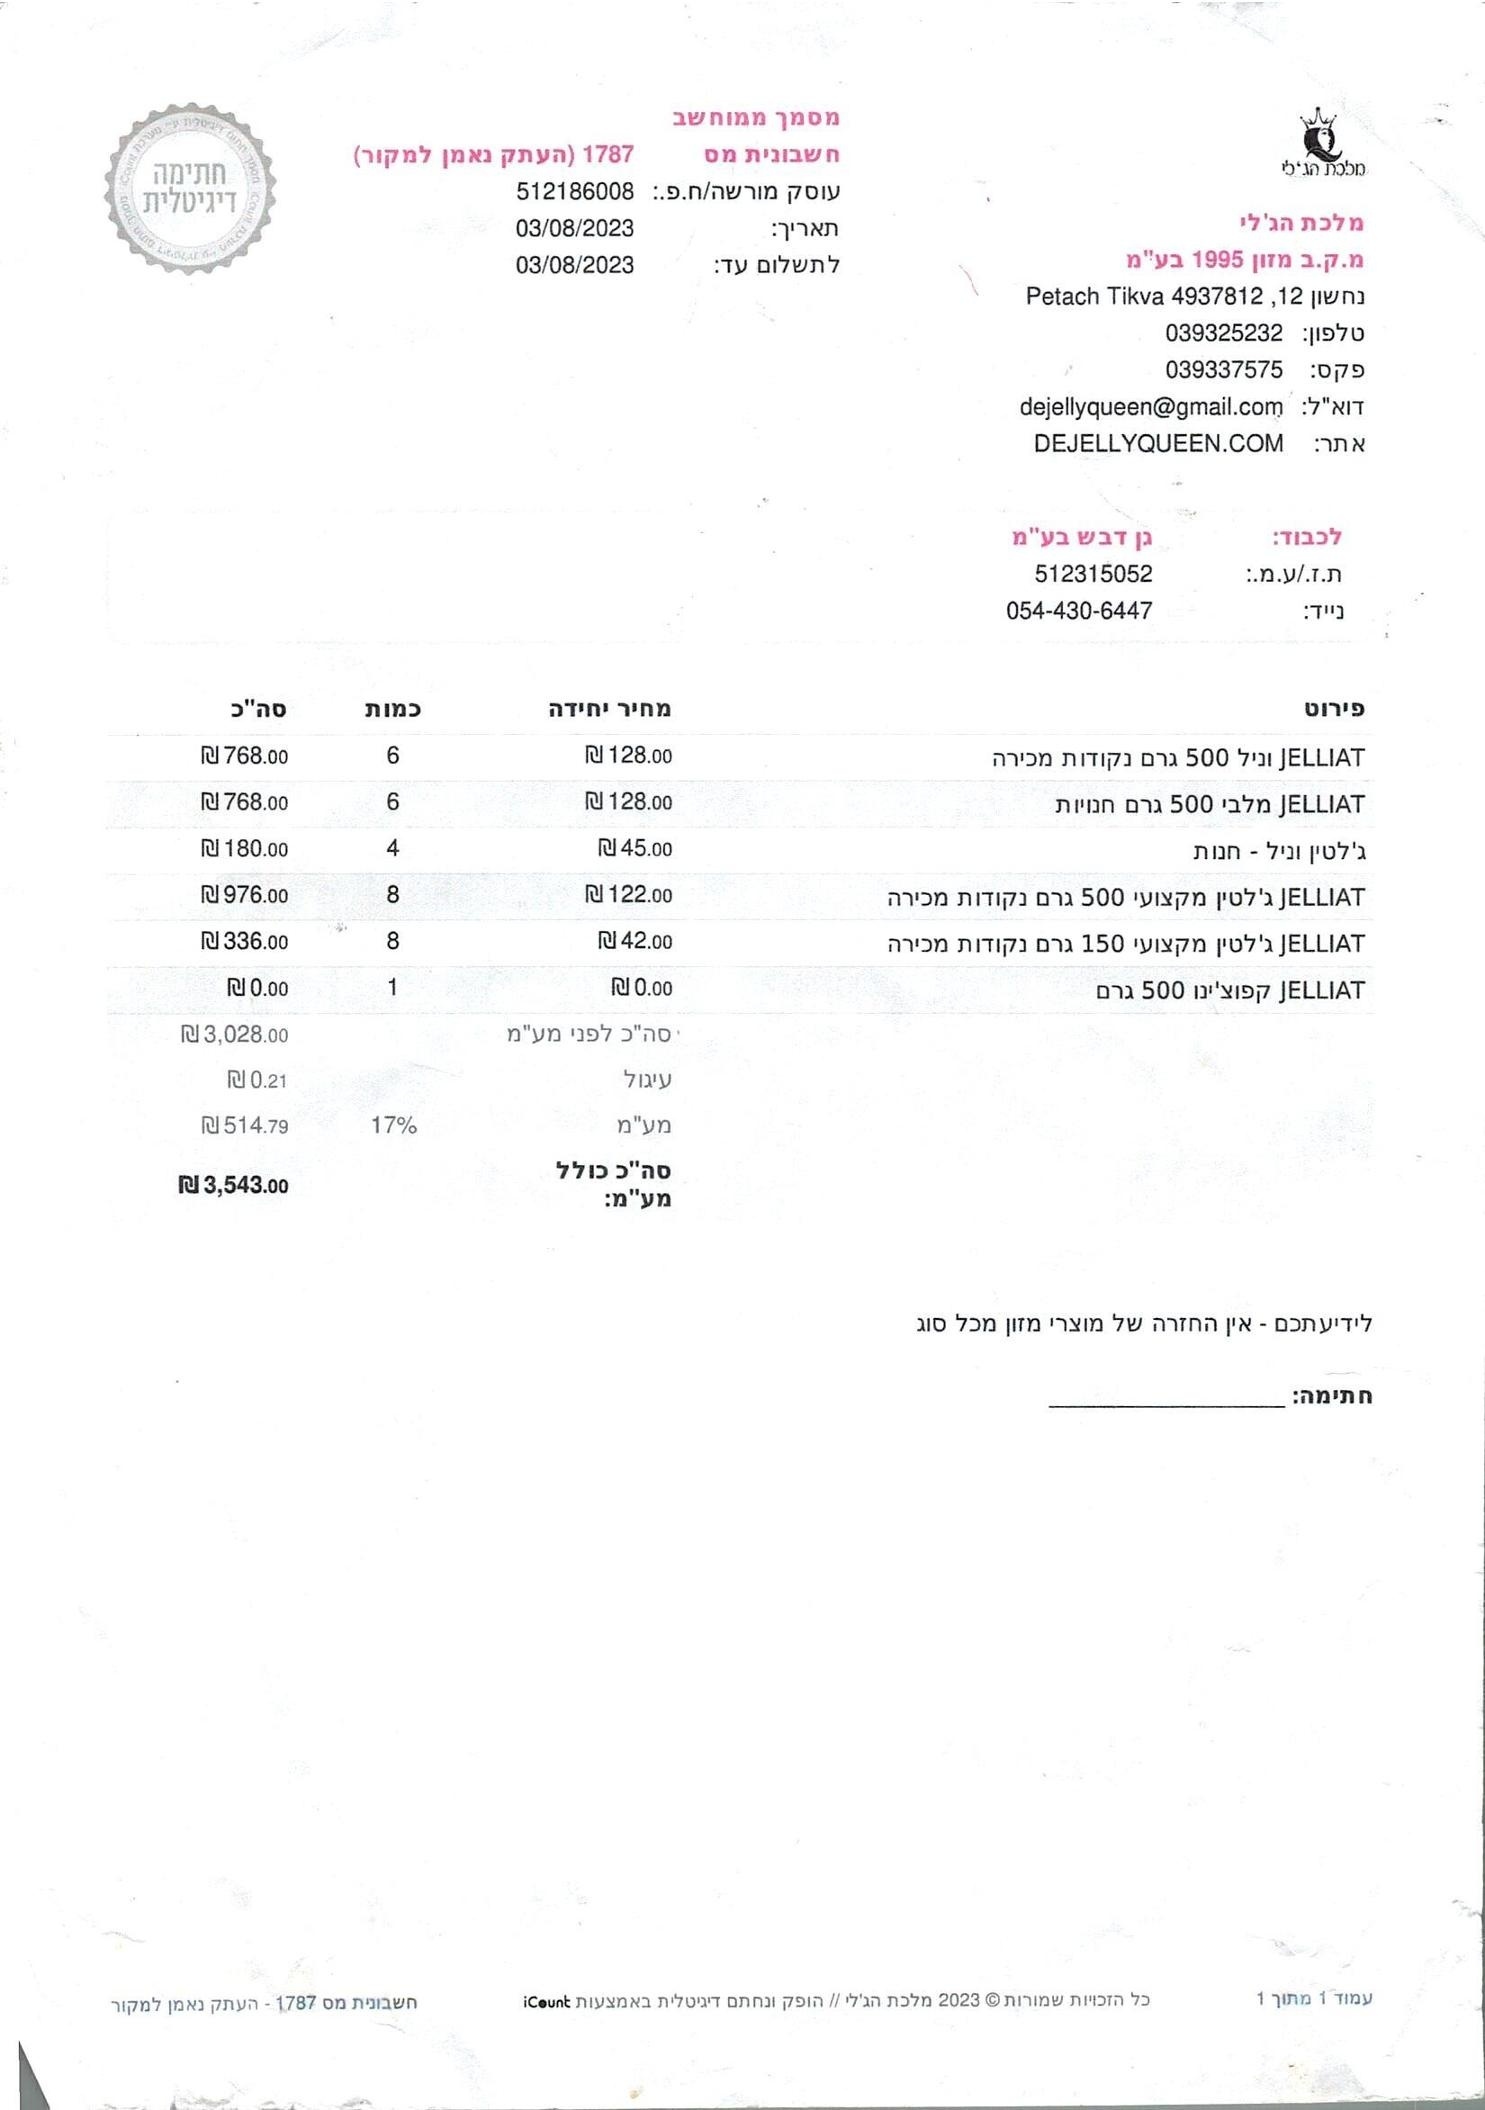 מלכת הג'לי
מלכת הג'לי
מ.ק.ב מזון 1995 בע"מ
נחשון 12, Petach Tikva 4937812
טלפון: 039325232
פקס: 039337575
דוא"ל: dejellyqueen@gmail.com
אתר: DEJELLYQUEEN.COM
מסמך ממוחשב
חשבונית מס 1787 (העתק נאמן למקור)
עוסק מורשה/ח.פ.: 512186008
תאריך: 03/08/2023
לתשלום עד: 03/08/2023
חתימה
דיגיטלית
לכבוד: גן דבש בע"מ
ת.ז./ע.מ.: 512315052
נייד: 054-430-6447
פירוט מחיר יחידה כמות סה"כ
JELLIAT וניל 500 גרם נקודות מכירה ₪128.00 6 ₪768.00
JELLIAT מלבי 500 גרם חנויות ₪128.00 6 ₪768.00
ג'לטין וניל - חנות ₪45.00 4 ₪180.00
JELLIAT ג'לטין מקצועי 500 גרם נקודות מכירה ₪122.00 8 ₪976.00
JELLIAT ג'לטין מקצועי 150 גרם נקודות מכירה ₪42.00 8 ₪336.00
JELLIAT קפוצ'ינו 500 גרם ₪0.00 1 ₪0.00
סה"כ לפני מע"מ ₪3,028.00
עיגול ₪0.21
מע"מ 17% ₪514.79
סה"כ כולל
מע"מ: ₪3,543.00
לידיעתכם - אין החזרה של מוצרי מזון מכל סוג
חתימה: ____________________
עמוד 1 מתוך 1 כל הזכויות שמורות © 2023 מלכת הג'לי // הופק ונחתם דיגיטלית באמצעות iCount חשבונית מס 1787 - העתק נאמן למקור